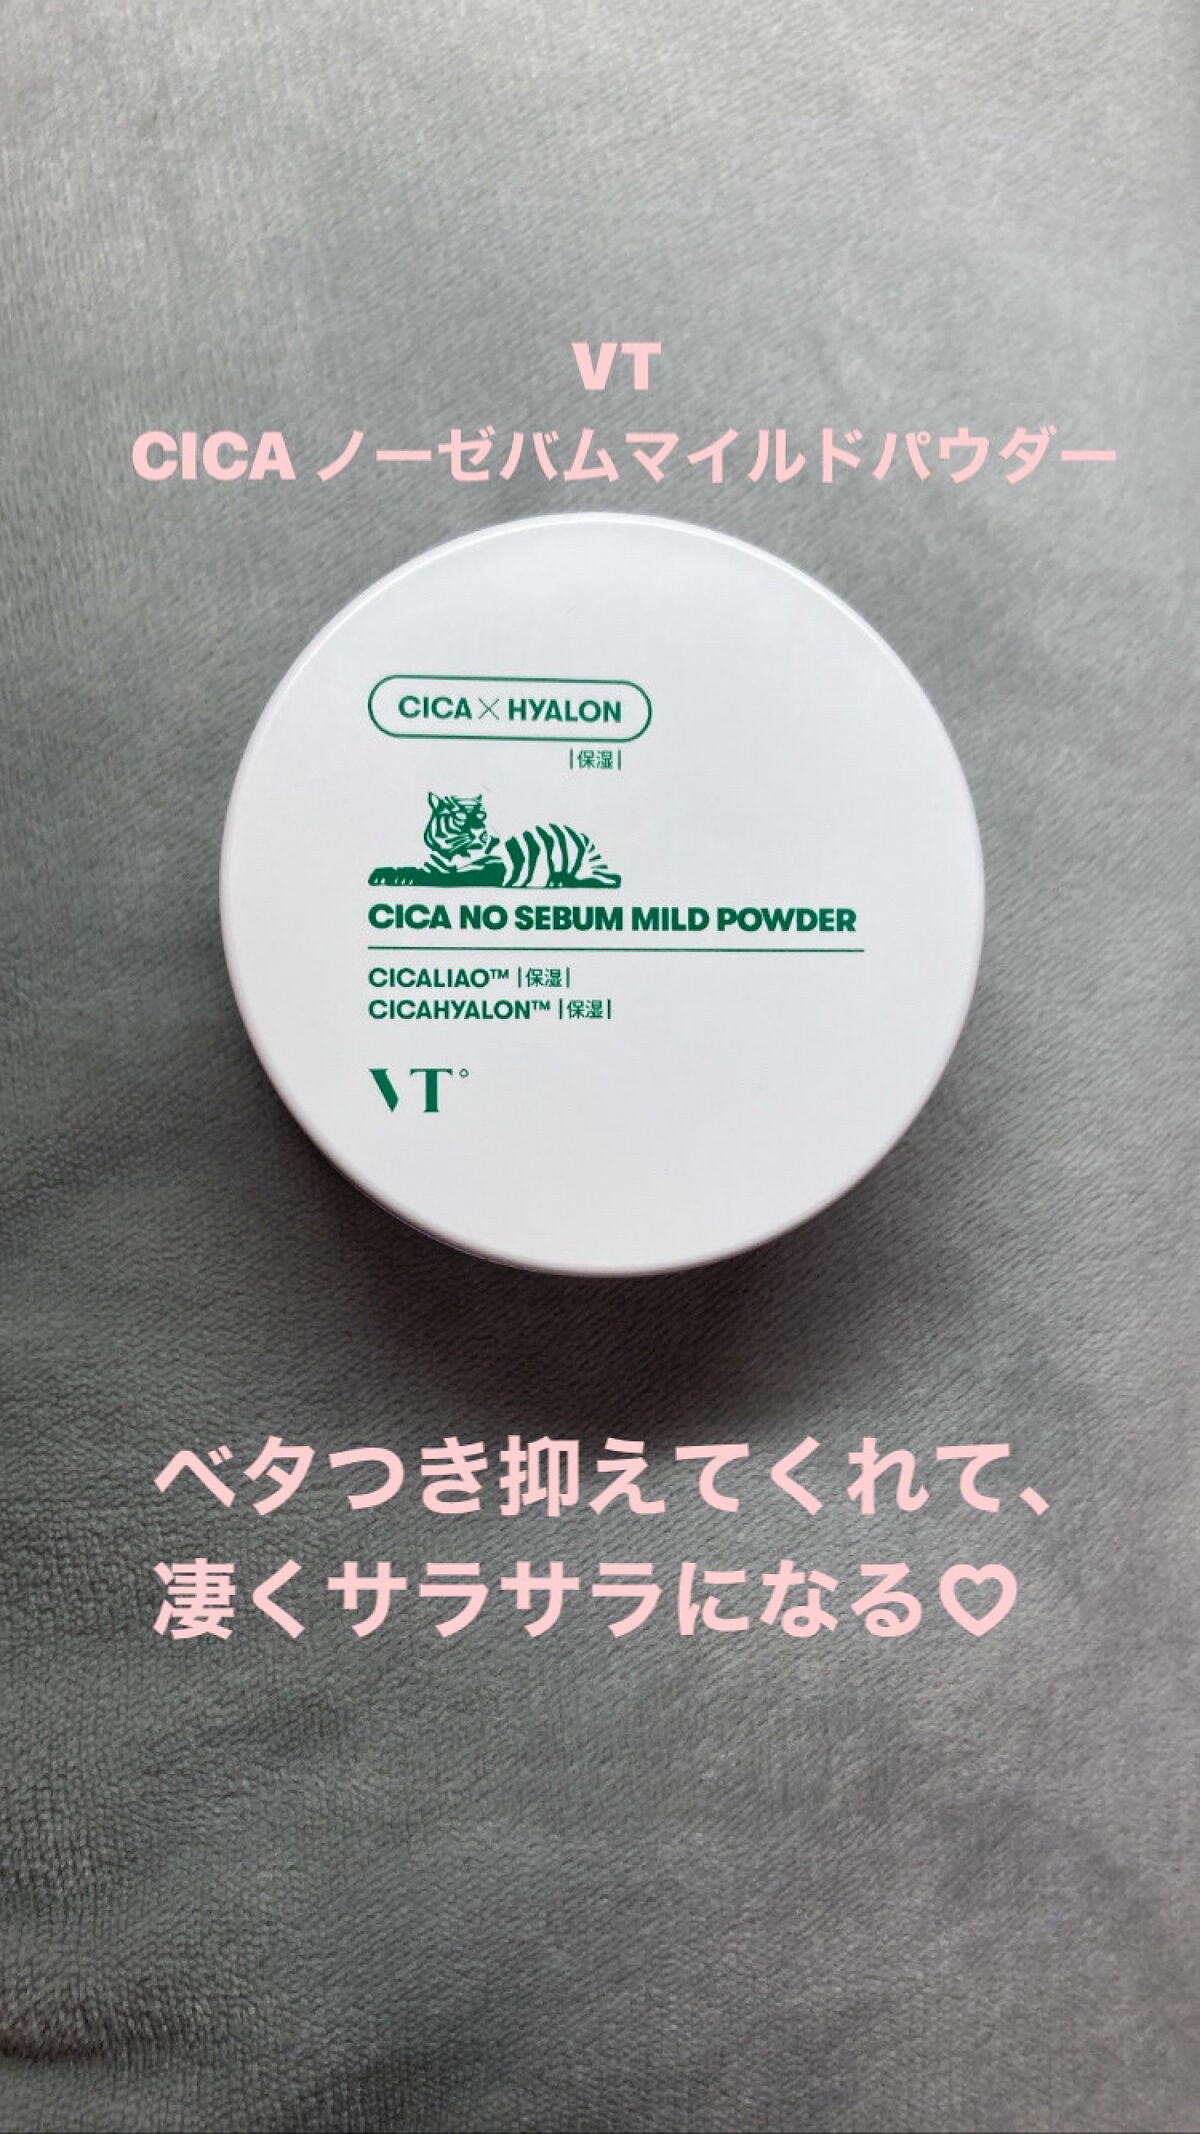 VT
CICA ノーゼバムマイルドパウダー
CICA×HYALON
|保湿|
CICA NO SEBUM MILD POWDER
CICALIAO™ |保湿|
CICAHYALON™ |保湿|
VT°
ベタつき抑えてくれて、
凄くサラサラになる♡